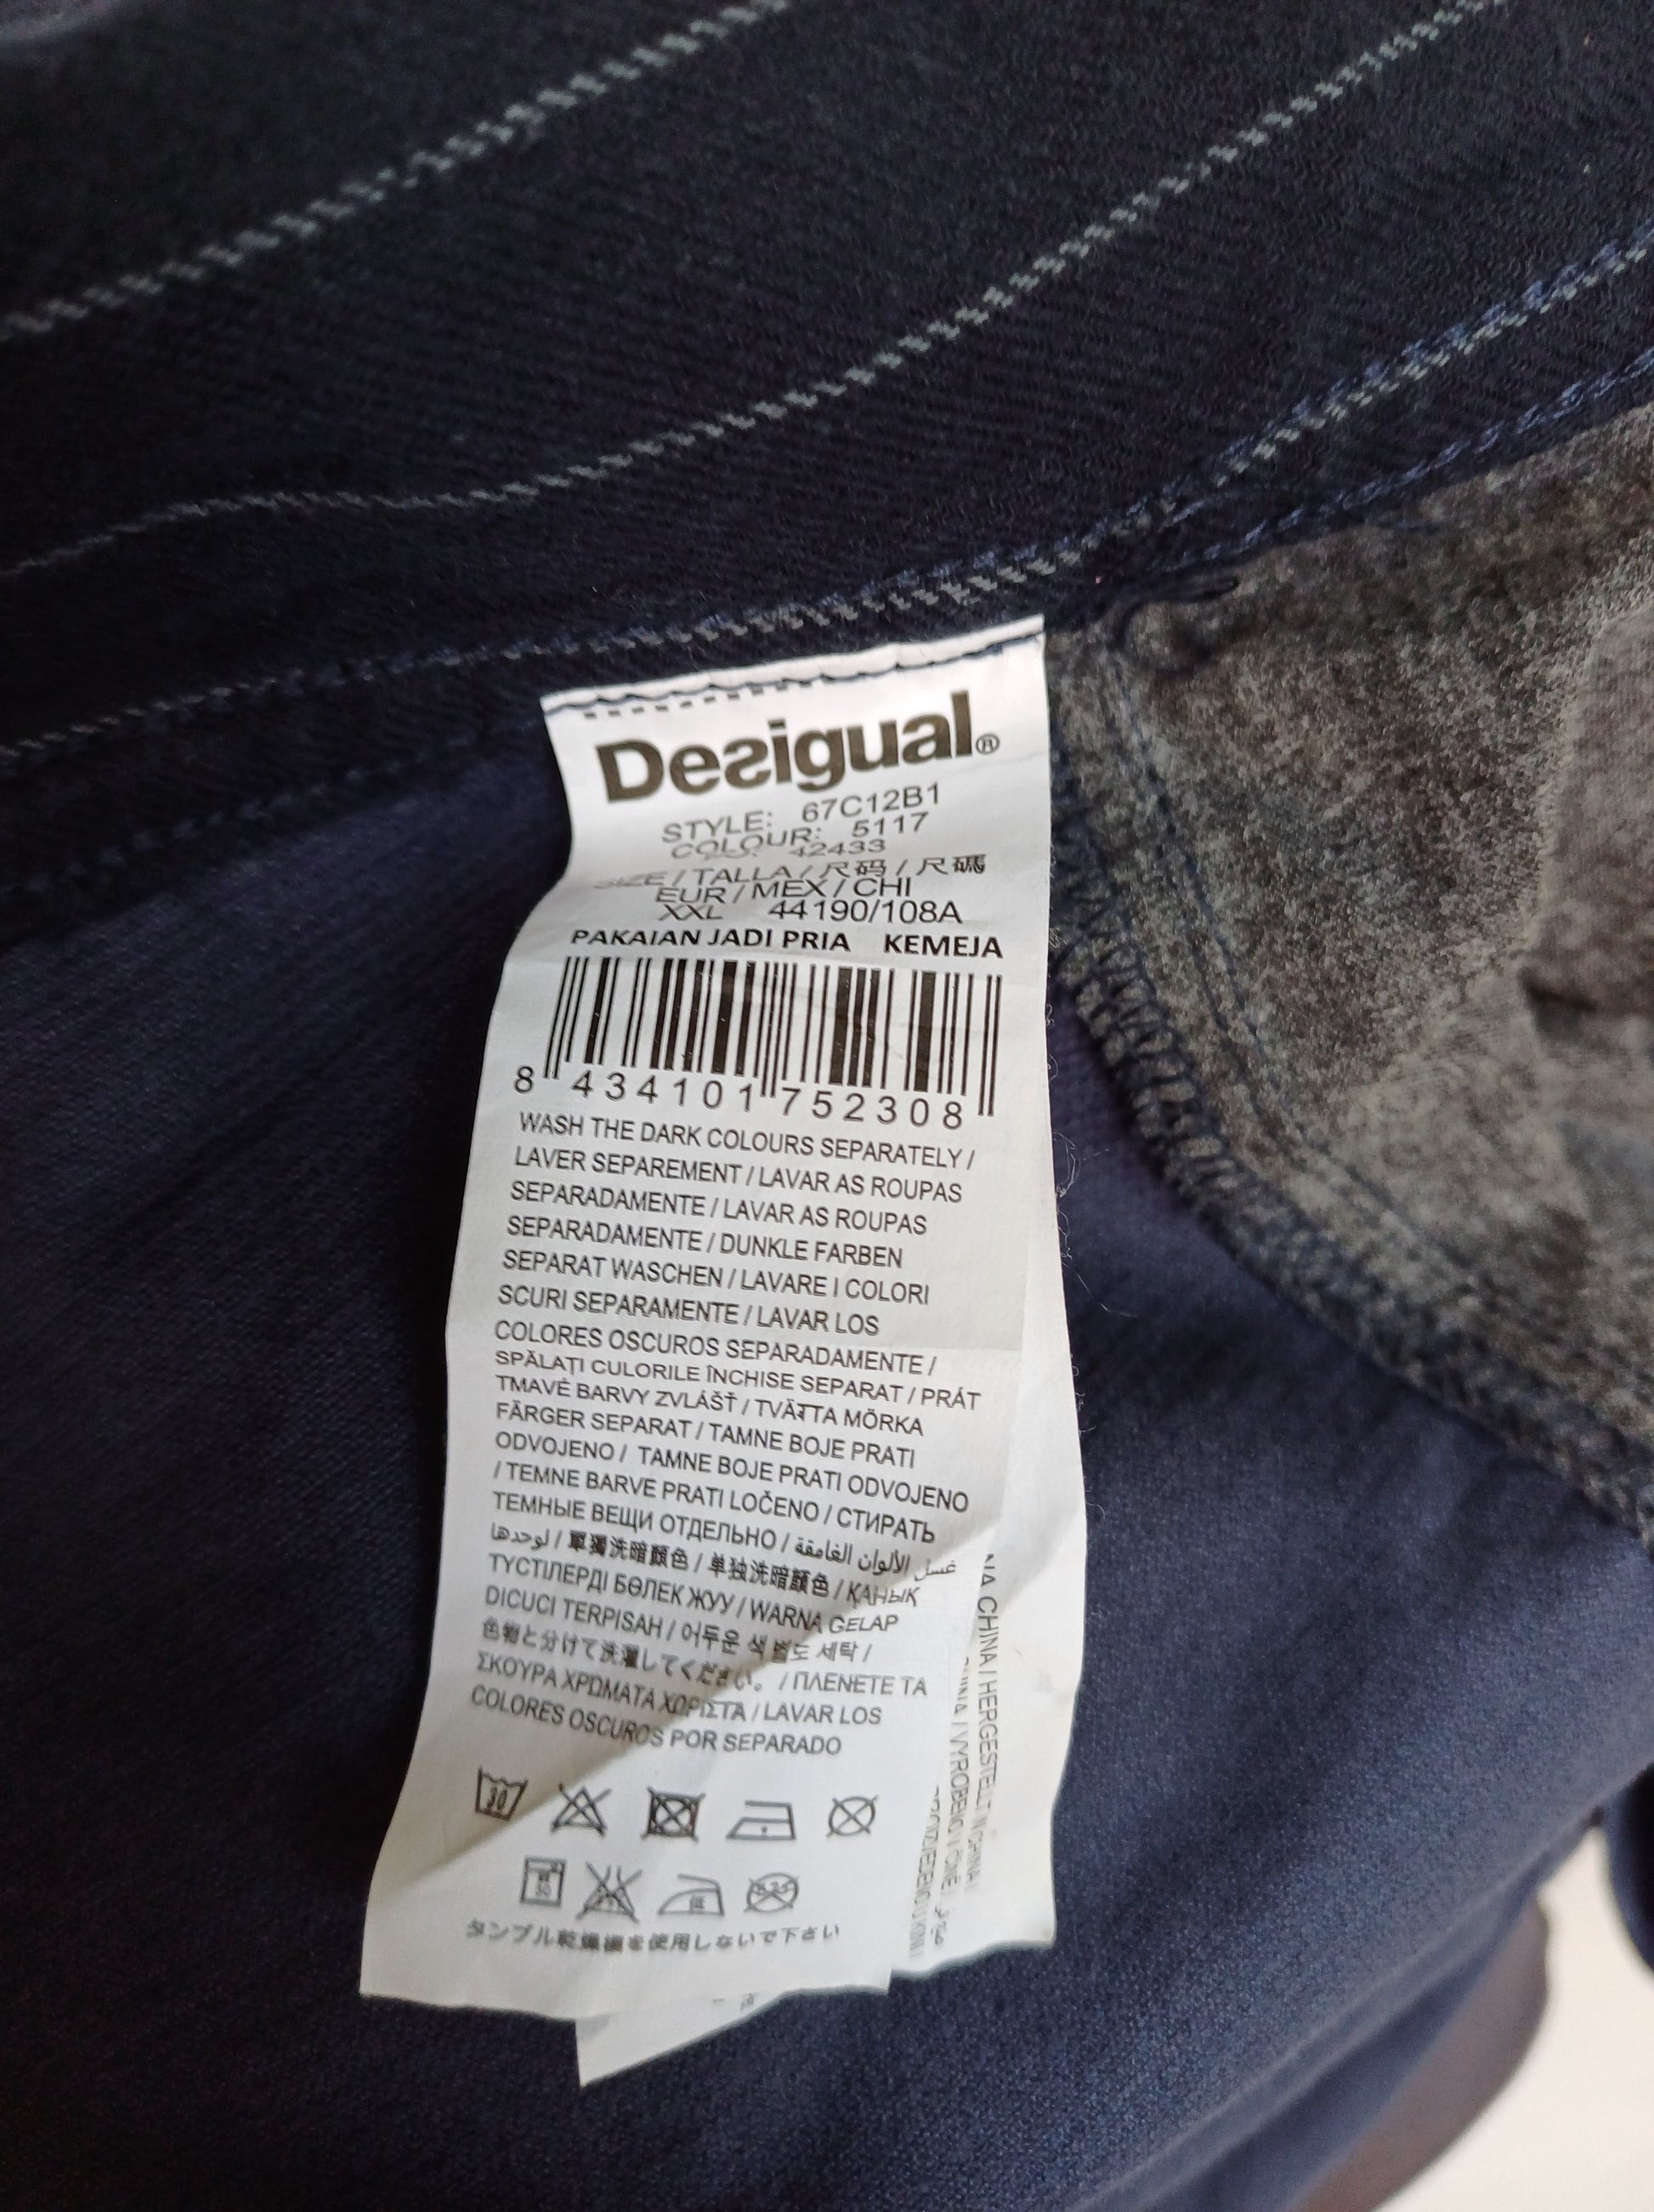 Desigual®
STYLE: 67C12B1
COLOUR: 5117
42433
SIZE / TALLA / 尺码 / 尺碼
EUR / MEX / CHI
XXL 44 190/108A
PAKAIAN JADI PRIA KEMEJA
8 434101 752308
WASH THE DARK COLOURS SEPARATELY /
LAVER SEPAREMENT / LAVAR AS ROUPAS
SEPARADAMENTE / LAVAR AS ROUPAS
SEPARADAMENTE / DUNKLE FARBEN
SEPARAT WASCHEN / LAVARE I COLORI
SCURI SEPARAMENTE / LAVAR LOS
COLORES OSCUROS SEPARADAMENTE /
SPĂLAȚI CULORILE ÎNCHISE SEPARAT / PRÁT
TMAVÉ BARVY ZVLÁŠŤ / TVÄTTA MÖRKA
FÄRGER SEPARAT / TAMNE BOJE PRATI
ODVOJENO / TAMNE BOJE PRATI ODVOJENO
/ TEMNE BARVE PRATI LOČENO / СТИРАТЬ
ТЕМНЫЕ ВЕЩИ ОТДЕЛЬНО / غسل الألوان الغامقة
لوحدها / 單獨洗暗顏色 / 单独洗暗颜色 / ҚАНЫҚ
ТҮСТІЛЕРДІ БӨЛЕК ЖУУ / WARNA GELAP
DICUCI TERPISAH / 어두운 색 별도 세탁 /
色物と分けて洗濯してください。 / ΠΛΕΝΕΤΕ ΤΑ
ΣΚΟΥΡΑ ΧΡΩΜΑΤΑ ΧΩΡΙΣΤΑ / LAVAR LOS
COLORES OSCUROS POR SEPARADO
30
30
タンブル乾燥機を使用しないで下さい
NA CHINA / HERGESTELLT IN CHINA /